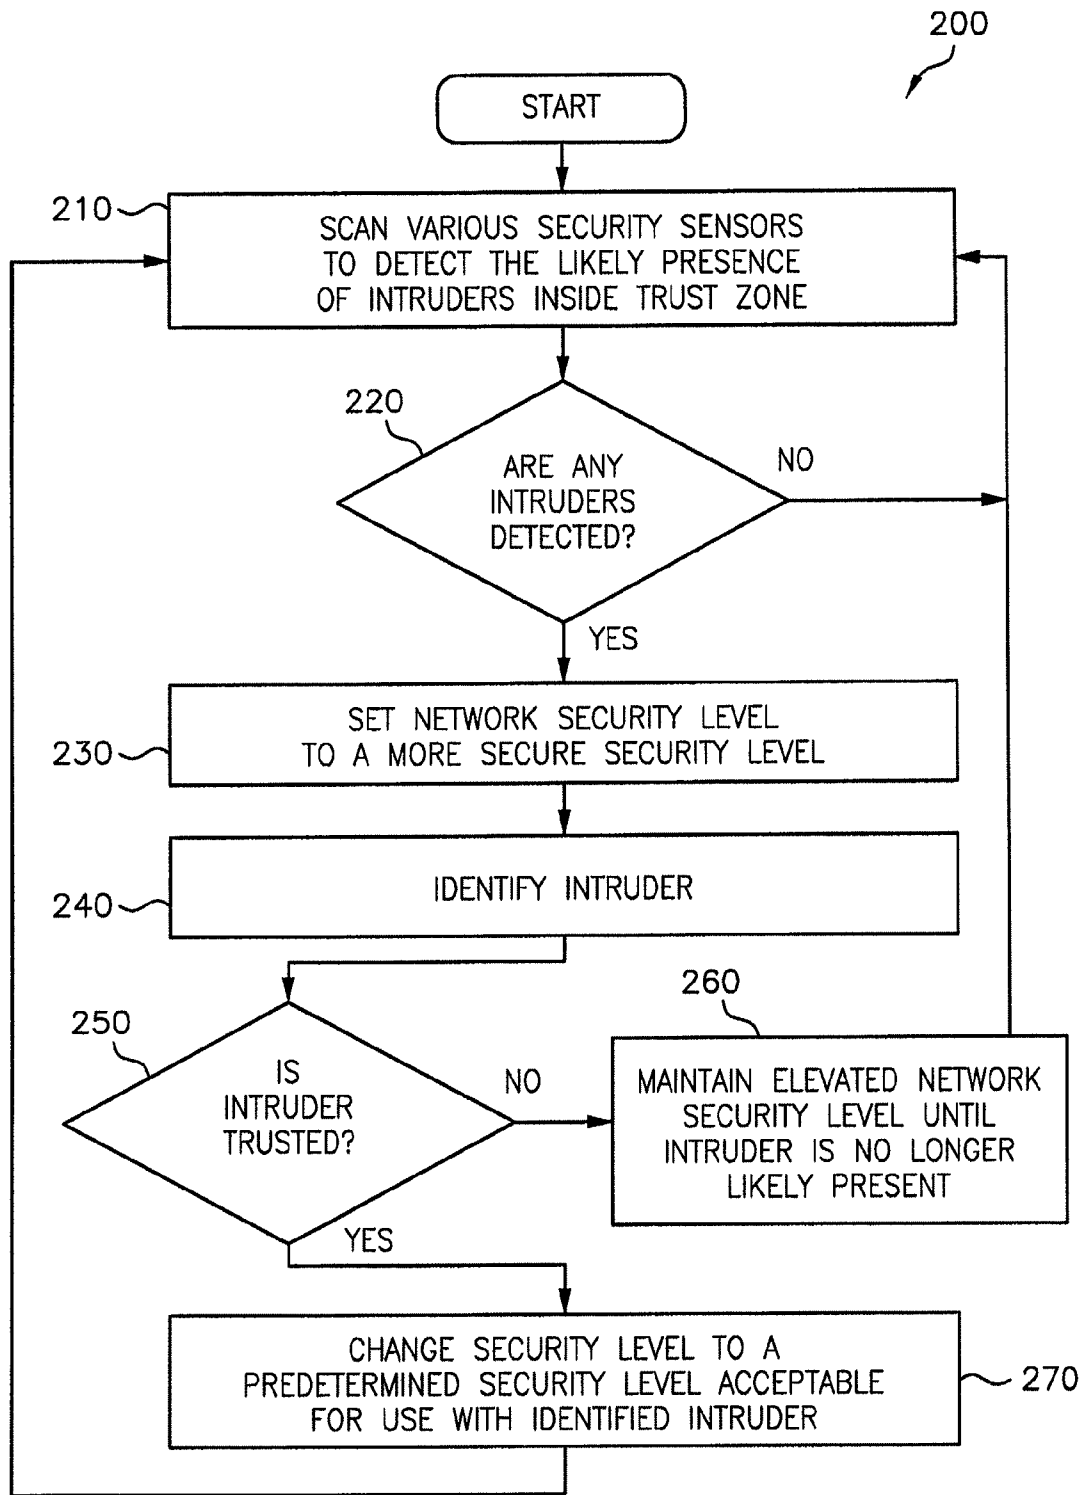 200
START
210
SCAN VARIOUS SECURITY SENSORS
TO DETECT THE LIKELY PRESENCE
OF INTRUDERS INSIDE TRUST ZONE
220
ARE ANY
INTRUDERS
DETECTED?
NO
YES
230
SET NETWORK SECURITY LEVEL
TO A MORE SECURE SECURITY LEVEL
240
IDENTIFY INTRUDER
250
IS
INTRUDER
TRUSTED?
NO
260
MAINTAIN ELEVATED NETWORK
SECURITY LEVEL UNTIL
INTRUDER IS NO LONGER
LIKELY PRESENT
YES
CHANGE SECURITY LEVEL TO A
PREDETERMINED SECURITY LEVEL ACCEPTABLE
FOR USE WITH IDENTIFIED INTRUDER
270